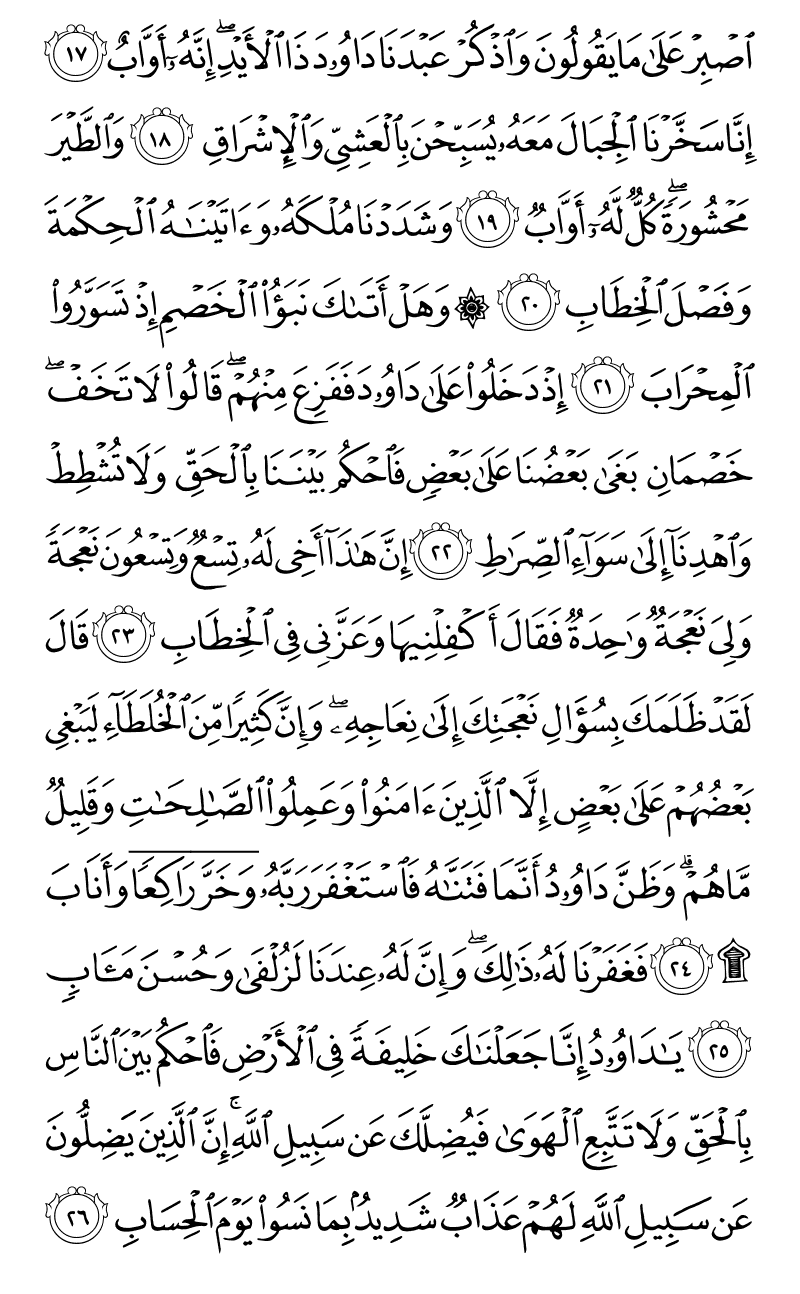 ٱصۡبِرۡ عَلَىٰ مَا يَقُولُونَ وَٱذۡكُرۡ عَبۡدَنَا دَاوُۥدَ ذَا ٱلۡأَيۡدِۖ إِنَّهُۥٓ أَوَّابٌ ١٧
إِنَّا سَخَّرۡنَا ٱلۡجِبَالَ مَعَهُۥ يُسَبِّحۡنَ بِٱلۡعَشِيِّ وَٱلۡإِشۡرَاقِ ١٨ وَٱلطَّيۡرَ
مَحۡشُورَةٗۖ كُلّٞ لَّهُۥٓ أَوَّابٞ ١٩ وَشَدَدۡنَا مُلۡكَهُۥ وَءَاتَيۡنَٰهُ ٱلۡحِكۡمَةَ
وَفَصۡلَ ٱلۡخِطَابِ ٢٠ ۞ وَهَلۡ أَتَىٰكَ نَبَؤُاْ ٱلۡخَصۡمِ إِذۡ تَسَوَّرُواْ
ٱلۡمِحۡرَابَ ٢١ إِذۡ دَخَلُواْ عَلَىٰ دَاوُۥدَ فَفَزِعَ مِنۡهُمۡۖ قَالُواْ لَا تَخَفۡۖ
خَصۡمَانِ بَغَىٰ بَعۡضُنَا عَلَىٰ بَعۡضٖ فَٱحۡكُم بَيۡنَنَا بِٱلۡحَقِّ وَلَا تُشۡطِطۡ
وَٱهۡدِنَآ إِلَىٰ سَوَآءِ ٱلصِّرَٰطِ ٢٢ إِنَّ هَٰذَآ أَخِي لَهُۥ تِسۡعٞ وَتِسۡعُونَ نَعۡجَةٗ
وَلِيَ نَعۡجَةٞ وَٰحِدَةٞ فَقَالَ أَكۡفِلۡنِيهَا وَعَزَّنِي فِي ٱلۡخِطَابِ ٢٣ قَالَ
لَقَدۡ ظَلَمَكَ بِسُؤَالِ نَعۡجَتِكَ إِلَىٰ نِعَاجِهِۦۖ وَإِنَّ كَثِيرٗا مِّنَ ٱلۡخُلَطَآءِ لَيَبۡغِي
بَعۡضُهُمۡ عَلَىٰ بَعۡضٍ إِلَّا ٱلَّذِينَ ءَامَنُواْ وَعَمِلُواْ ٱلصَّٰلِحَٰتِ وَقَلِيلٞ
مَّا هُمۡۗ وَظَنَّ دَاوُۥدُ أَنَّمَا فَتَنَّٰهُ فَٱسۡتَغۡفَرَ رَبَّهُۥ وَخَرَّۤ رَاكِعٗاۤ وَأَنَابَ
۩ ٢٤ فَغَفَرۡنَا لَهُۥ ذَٰلِكَۖ وَإِنَّ لَهُۥ عِندَنَا لَزُلۡفَىٰ وَحُسۡنَ مَـَٔابٖ
٢٥ يَٰدَاوُۥدُ إِنَّا جَعَلۡنَٰكَ خَلِيفَةٗ فِي ٱلۡأَرۡضِ فَٱحۡكُم بَيۡنَ ٱلنَّاسِ
بِٱلۡحَقِّ وَلَا تَتَّبِعِ ٱلۡهَوَىٰ فَيُضِلَّكَ عَن سَبِيلِ ٱللَّهِۚ إِنَّ ٱلَّذِينَ يَضِلُّونَ
عَن سَبِيلِ ٱللَّهِ لَهُمۡ عَذَابٞ شَدِيدُۢ بِمَا نَسُواْ يَوۡمَ ٱلۡحِسَابِ ٢٦